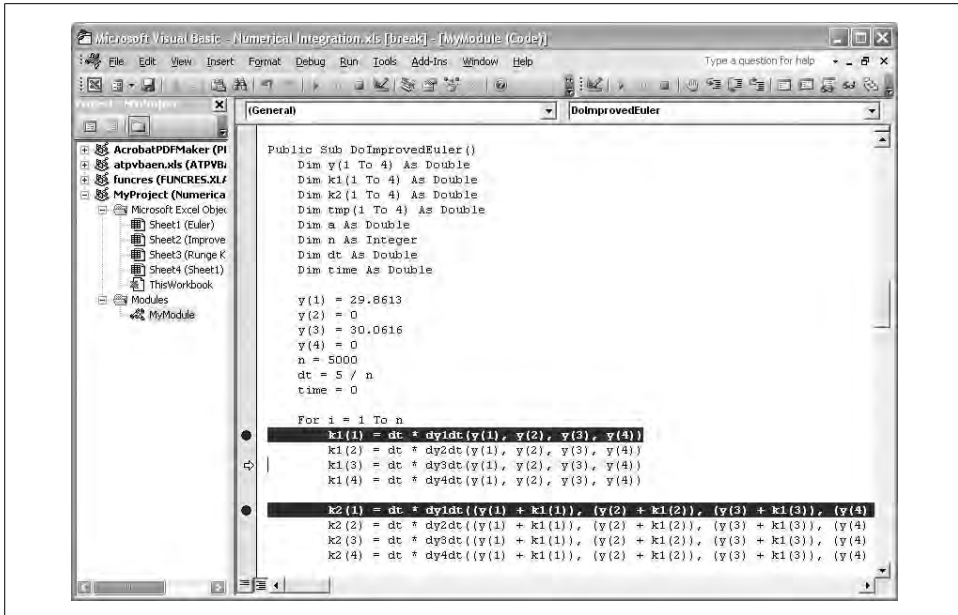 Microsoft Visual Basic - Numerical Integration.xls [break] - [MyModule (Code)]
File Edit View Insert Format Debug Run Tools Add-Ins Window Help
Type a question for help
(General)
DoImprovedEuler
AcrobatPDFMaker (PI
atpvbaen.xls (ATPVBA
funcres (FUNCRES.XLA
MyProject (Numerica
Microsoft Excel Objec
Sheet1 (Euler)
Sheet2 (Improve
Sheet3 (Runge K
Sheet4 (Sheet1)
ThisWorkbook
Modules
MyModule
Public Sub DoImprovedEuler()
Dim y(1 To 4) As Double
Dim k1(1 To 4) As Double
Dim k2(1 To 4) As Double
Dim tmp(1 To 4) As Double
Dim a As Double
Dim n As Integer
Dim dt As Double
Dim time As Double
y(1) = 29.8613
y(2) = 0
y(3) = 30.0616
y(4) = 0
n = 5000
dt = 5 / n
time = 0
For i = 1 To n
k1(1) = dt * dy1dt(y(1), y(2), y(3), y(4))
k1(2) = dt * dy2dt(y(1), y(2), y(3), y(4))
k1(3) = dt * dy3dt(y(1), y(2), y(3), y(4))
k1(4) = dt * dy4dt(y(1), y(2), y(3), y(4))
k2(1) = dt * dy1dt((y(1) + k1(1)), (y(2) + k1(2)), (y(3) + k1(3)), (y(4)
k2(2) = dt * dy2dt((y(1) + k1(1)), (y(2) + k1(2)), (y(3) + k1(3)), (y(4)
k2(3) = dt * dy3dt((y(1) + k1(1)), (y(2) + k1(2)), (y(3) + k1(3)), (y(4)
k2(4) = dt * dy4dt((y(1) + k1(1)), (y(2) + k1(2)), (y(3) + k1(3)), (y(4)